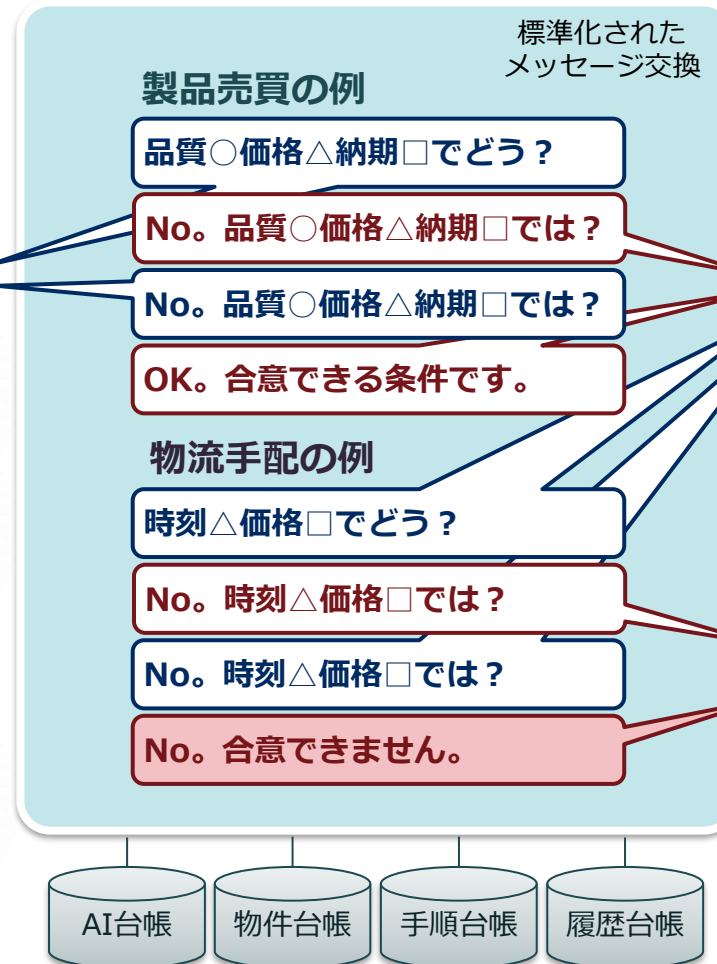 標準化された
メッセージ交換
製品売買の例
品質○価格△納期□でどう？
No。品質○価格△納期□では？
No。品質○価格△納期□では？
OK。合意できる条件です。
物流手配の例
時刻△価格□でどう？
No。時刻△価格□では？
No。時刻△価格□では？
No。合意できません。
AI台帳
物件台帳
手順台帳
履歴台帳